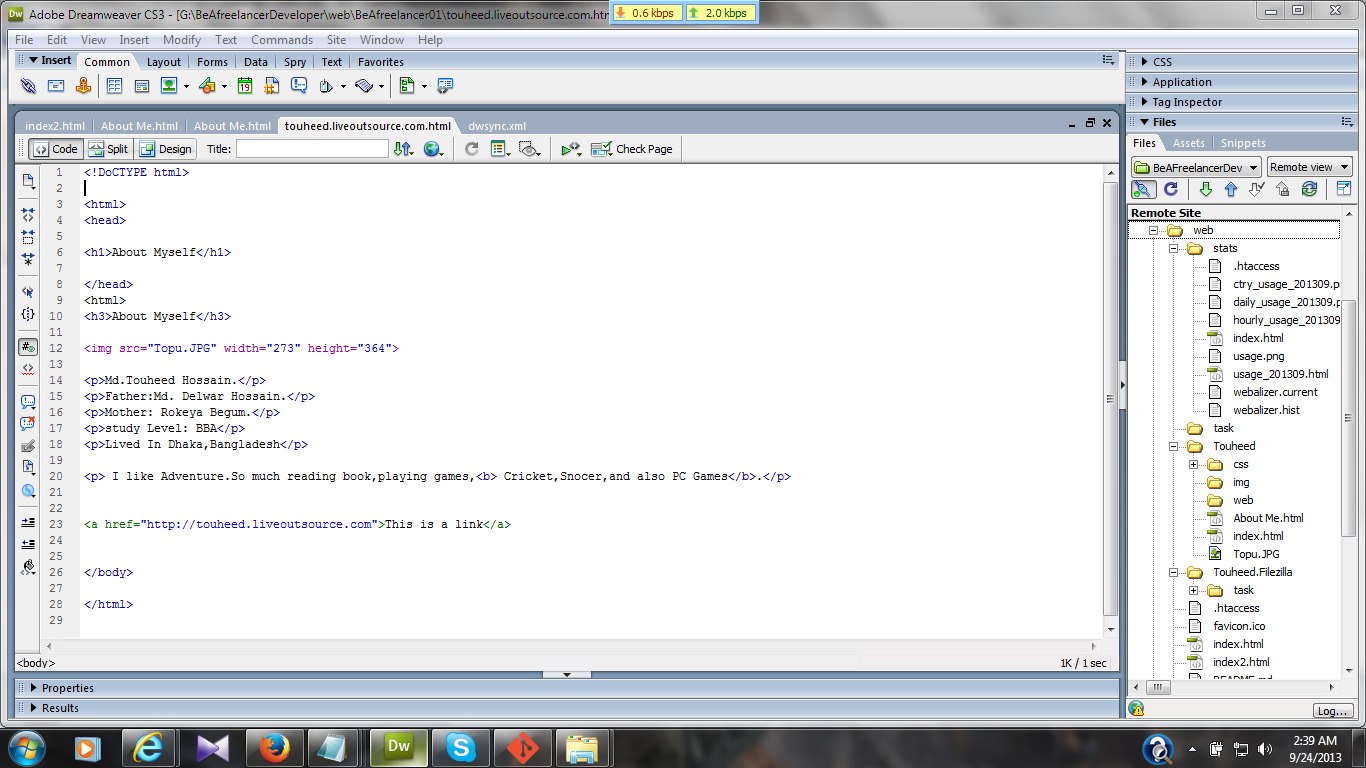 Adobe Dreamweaver CS3 - [G:\BeAfreelancerDeveloper\web\BeAfreelancer01\touheed.liveoutsource.com.htm
0.6 kbps 2.0 kbps
File Edit View Insert Modify Text Commands Site Window Help
Insert Common Layout Forms Data Spry Text Favorites
19
index2.html About Me.html About Me.html touheed.liveoutsource.com.html dwsync.xml
Code Split Design Title: Check Page
1 <!DoCTYPE html>
2
3 <html>
4 <head>
5
6 <h1>About Myself</h1>
7
8 </head>
9 <html>
10 <h3>About Myself</h3>
11
12 <img src="Topu.JPG" width="273" height="364">
13
14 <p>Md.Touheed Hossain.</p>
15 <p>Father:Md. Delwar Hossain.</p>
16 <p>Mother: Rokeya Begum.</p>
17 <p>study Level: BBA</p>
18 <p>Lived In Dhaka,Bangladesh</p>
19
20 <p> I like Adventure.So much reading book,playing games,<b> Cricket,Snocer,and also PC Games</b>.</p>
21
22
23 <a href="http://touheed.liveoutsource.com">This is a link</a>
24
25
26 </body>
27
28 </html>
29
<body>
1K / 1 sec
Properties
Results
CSS
Application
Tag Inspector
Files
Files Assets Snippets
BeAFreelancerDev Remote view
Remote Site
web
stats
.htaccess
ctry_usage_201309.p
daily_usage_201309.p
hourly_usage_201309
index.html
usage.png
usage_201309.html
webalizer.current
webalizer.hist
task
Touheed
css
img
web
About Me.html
index.html
Topu.JPG
Touheed.Filezilla
task
.htaccess
favicon.ico
index.html
index2.html
README.md
Log...
Dw
2:39 AM
9/24/2013